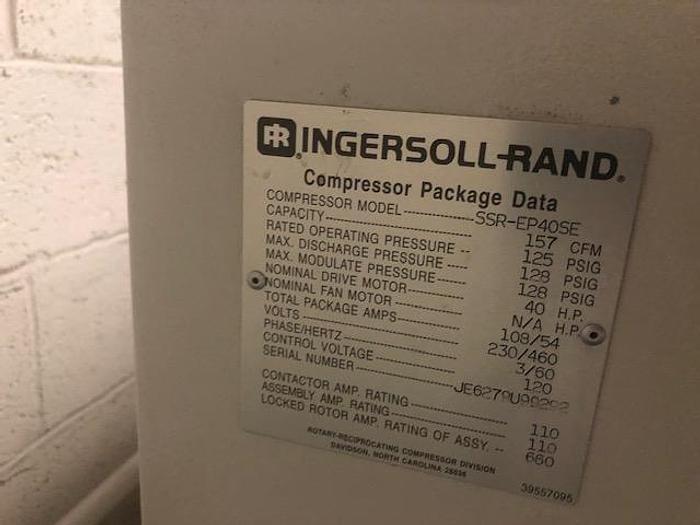 IR INGERSOLL-RAND®
Compressor Package Data
COMPRESSOR MODEL SSR-EP40SE
CAPACITY 157 CFM
RATED OPERATING PRESSURE 125 PSIG
MAX. DISCHARGE PRESSURE 128 PSIG
MAX. MODULATE PRESSURE 128 PSIG
NOMINAL DRIVE MOTOR 40 H.P.
NOMINAL FAN MOTOR N/A H.P.
TOTAL PACKAGE AMPS 108/54
VOLTS 230/460
PHASE/HERTZ 3/60
CONTROL VOLTAGE 120
SERIAL NUMBER
CONTACTOR AMP. RATING 110
ASSEMBLY AMP. RATING 110
LOCKED ROTOR AMP. RATING OF ASSY. 660
ROTARY-RECIPROCATING COMPRESSOR DIVISION
DAVIDSON, NORTH CAROLINA 28036
39557095